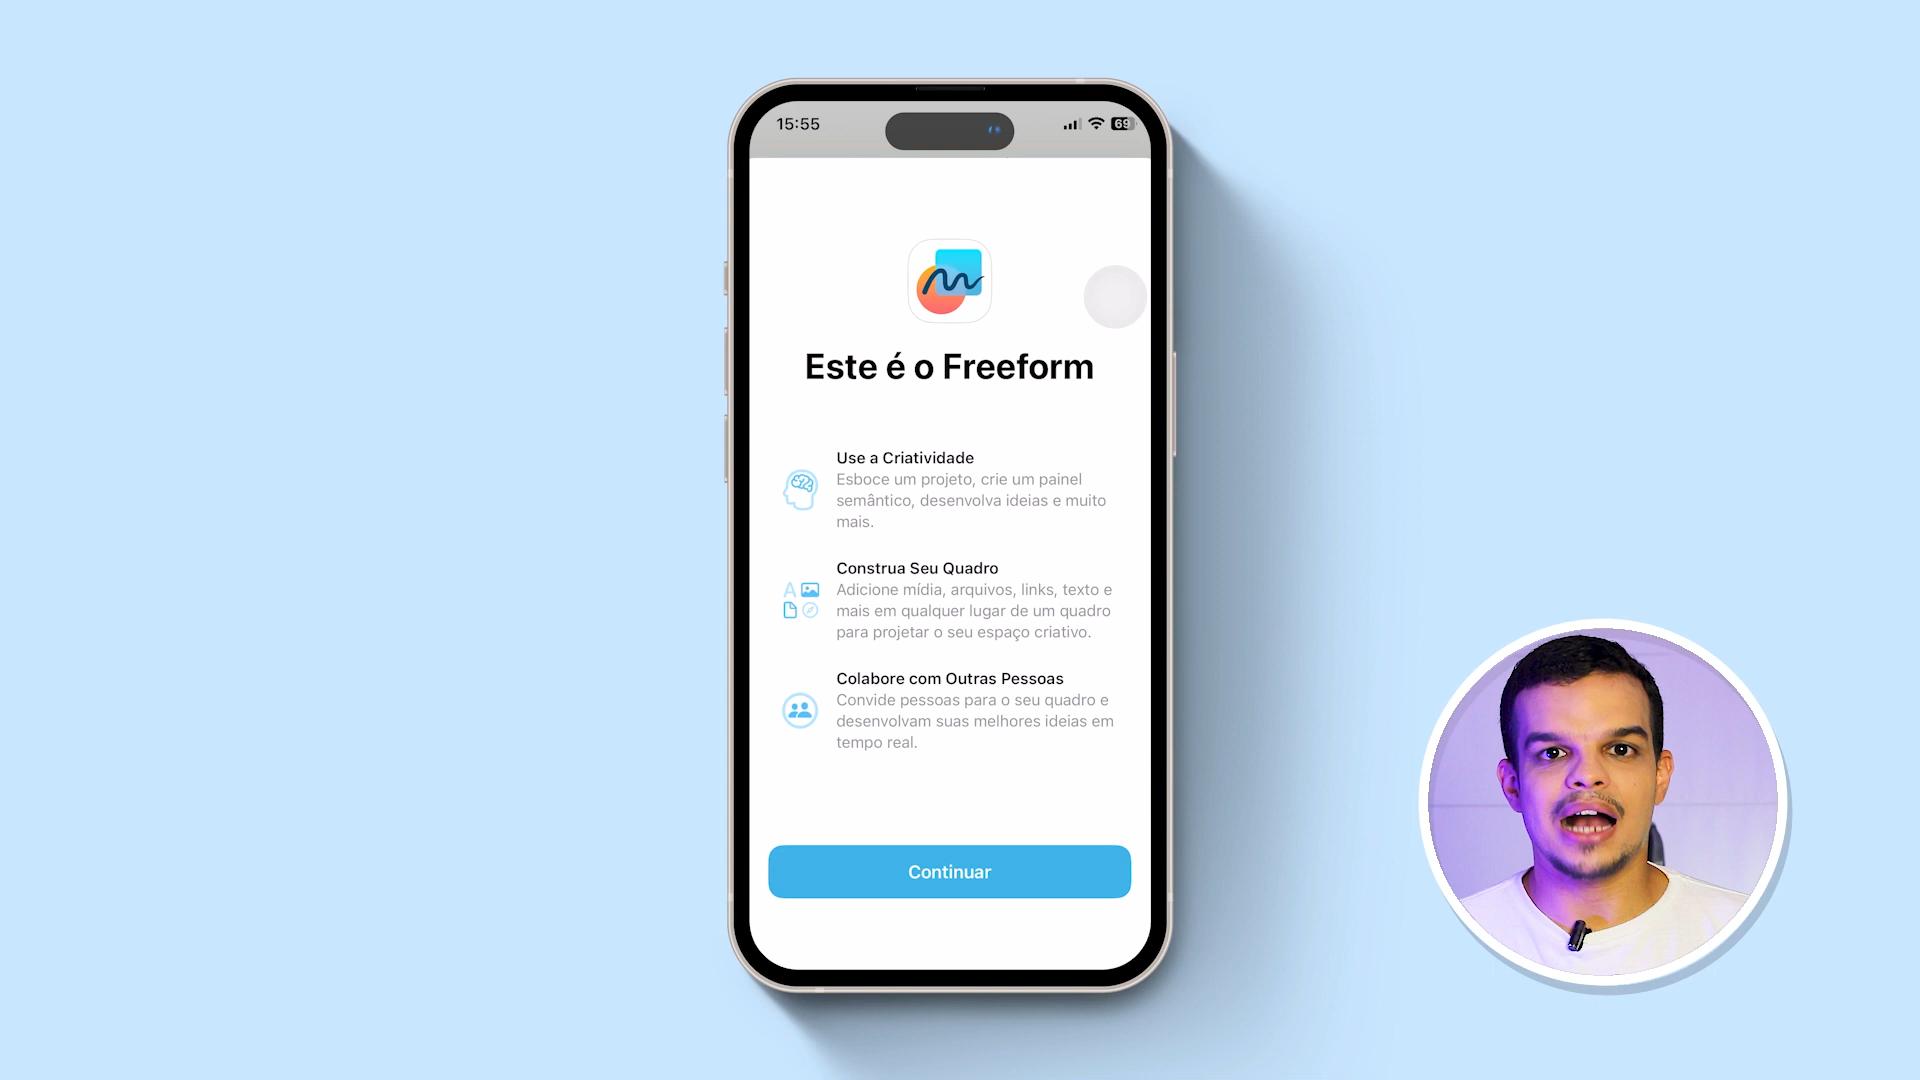 15:55
69
Este é o Freeform
Use a Criatividade
Esboce um projeto, crie um painel
semântico, desenvolva ideias e muito
mais.
Construa Seu Quadro
Adicione mídia, arquivos, links, texto e
mais em qualquer lugar de um quadro
para projetar o seu espaço criativo.
Colabore com Outras Pessoas
Convide pessoas para o seu quadro e
desenvolvam suas melhores ideias em
tempo real.
Continuar